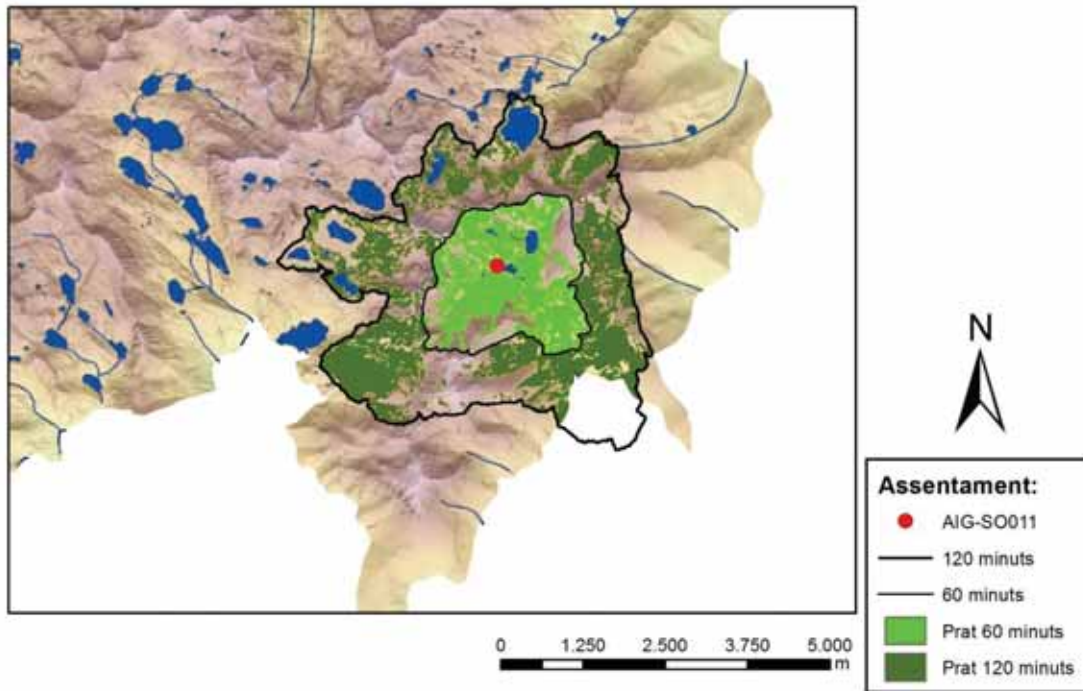 N
Assentament:
AIG-SO011
120 minuts
60 minuts
Prat 60 minuts
Prat 120 minuts
0 1.250 2.500 3.750 5.000
m